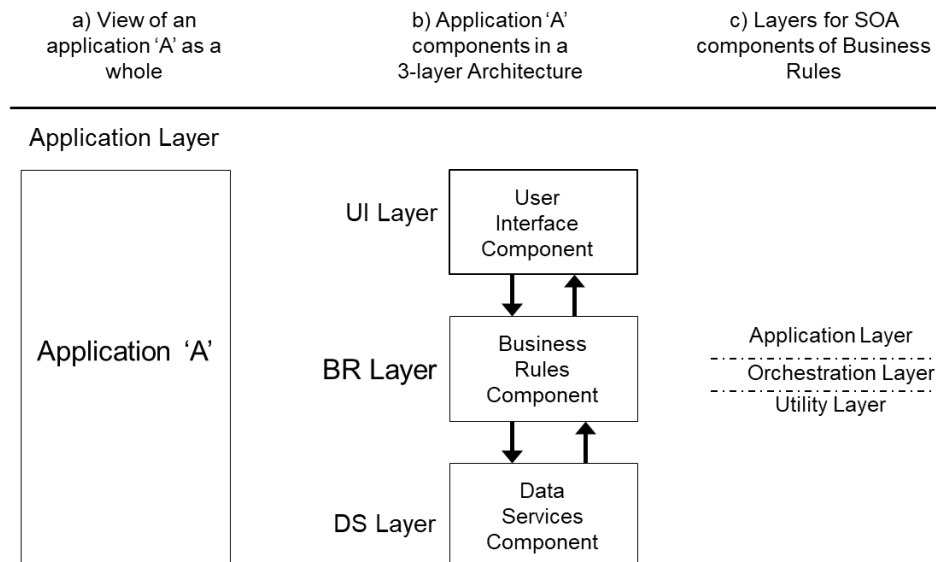 a) View of an
application ‘A’ as a
whole
b) Application ‘A’
components in a
3-layer Architecture
c) Layers for SOA
components of Business
Rules
Application Layer
Application ‘A’
UI Layer
User
Interface
Component
BR Layer
Business
Rules
Component
DS Layer
Data
Services
Component
Application Layer
Orchestration Layer
Utility Layer